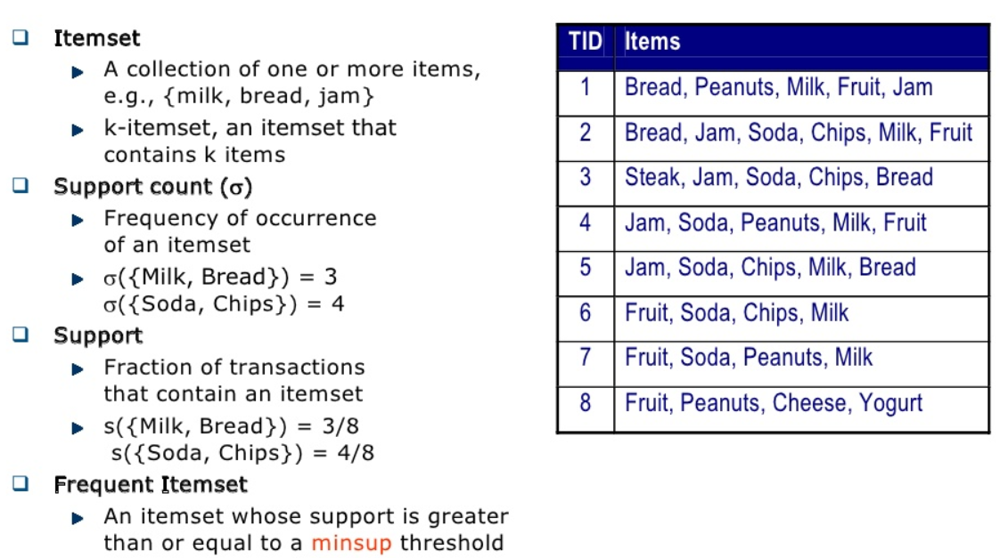 Itemset
A collection of one or more items,
e.g., {milk, bread, jam}
k-itemset, an itemset that
contains k items
Support count (σ)
Frequency of occurrence
of an itemset
σ({Milk, Bread}) = 3
σ({Soda, Chips}) = 4
Support
Fraction of transactions
that contain an itemset
s({Milk, Bread}) = 3/8
s({Soda, Chips}) = 4/8
Frequent Itemset
An itemset whose support is greater
than or equal to a minsup threshold
TID Items
1 Bread, Peanuts, Milk, Fruit, Jam
2 Bread, Jam, Soda, Chips, Milk, Fruit
3 Steak, Jam, Soda, Chips, Bread
4 Jam, Soda, Peanuts, Milk, Fruit
5 Jam, Soda, Chips, Milk, Bread
6 Fruit, Soda, Chips, Milk
7 Fruit, Soda, Peanuts, Milk
8 Fruit, Peanuts, Cheese, Yogurt